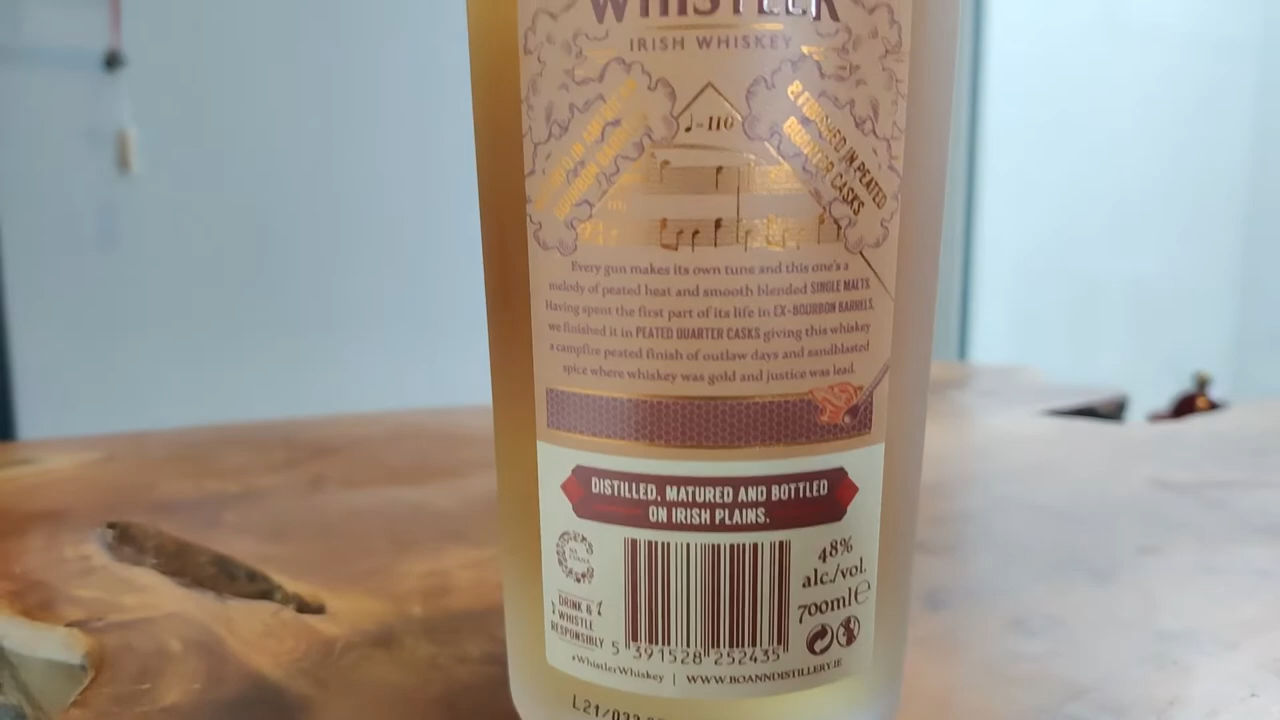 WHISTLER
IRISH WHISKEY
BOURBON BARRELS
& FINISHED IN PEATED
QUARTER CASKS
♩=110
Every gun makes its own tune and this one's a
melody of peated heat and smooth blended SINGLE MALTS.
Having spent the first part of its life in EX-BOURBON BARRELS,
we finished it in PEATED QUARTER CASKS giving this whiskey
a campfire peated finish of outlaw days and sandblasted
spice where whiskey was gold and justice was lead.
DISTILLED, MATURED AND BOTTLED
ON IRISH PLAINS.
48%
alc./vol.
700ml℮
DRINK &
WHISTLE
RESPONSIBLY
5 391528 252435
#WhistlerWhiskey | WWW.BOANNDISTILLERY.IE